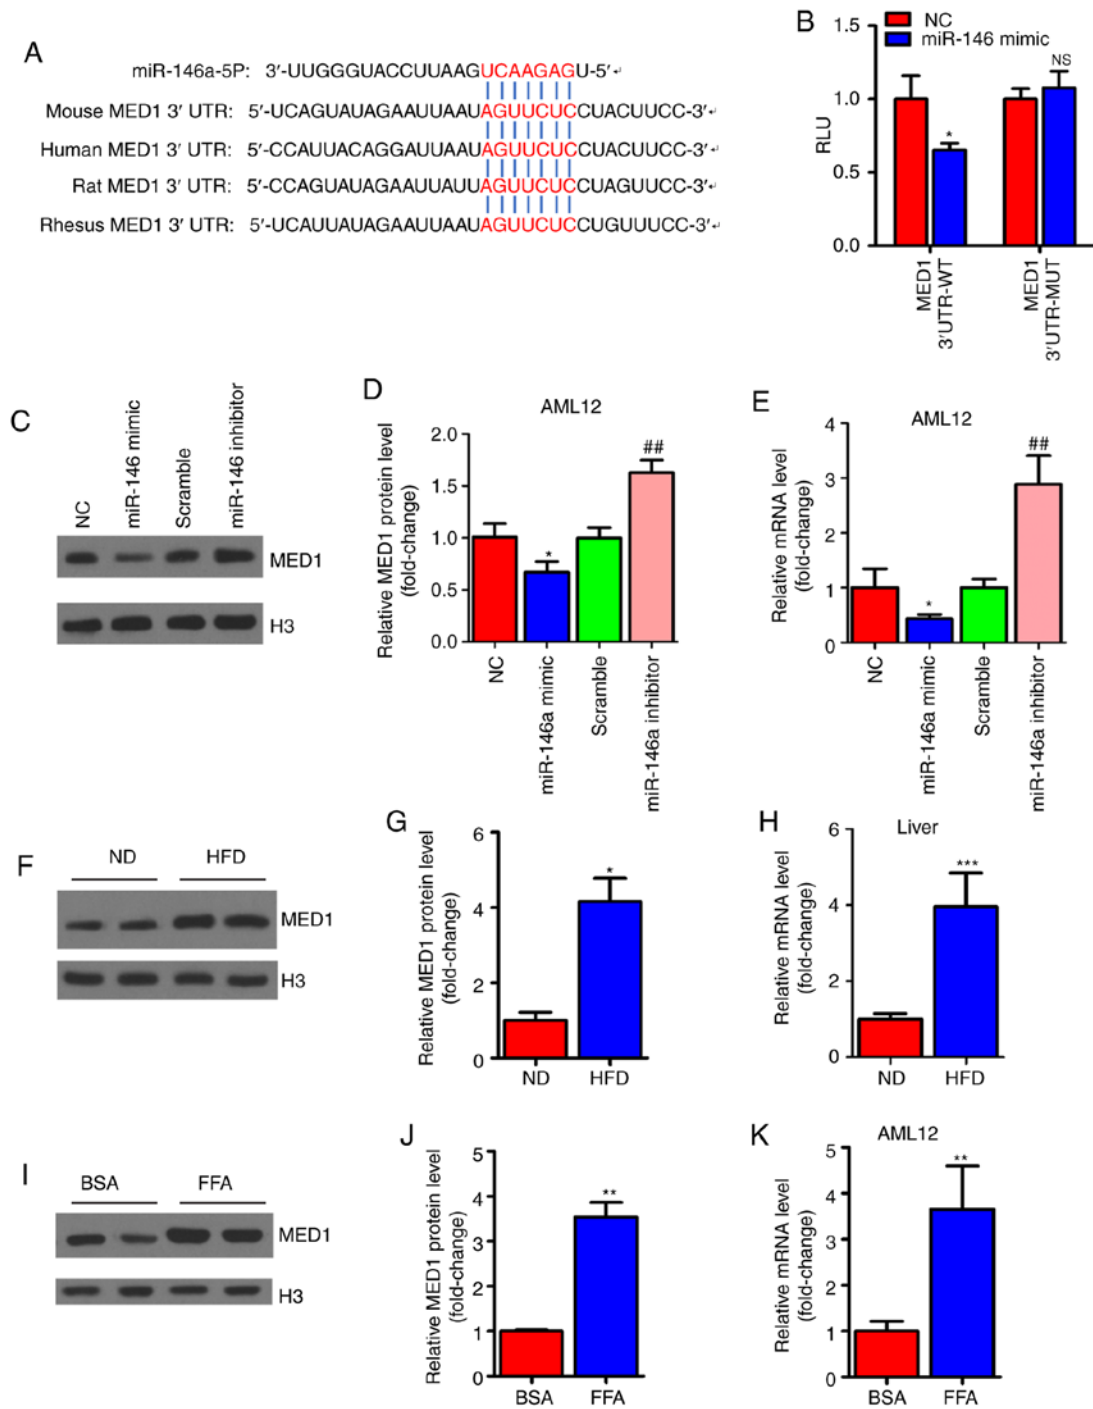 A
miR-146a-5P: 3′-UUGGGUACCUUAAGUCAAGAGU-5′↵
Mouse MED1 3′ UTR: 5′-UCAGUAUAGAAUUAAUAGUUCUCCUACUUCC-3′↵
Human MED1 3′ UTR: 5′-CCAUUACAGGAUUAAUAGUUCUCCUACUUCC-3′↵
Rat MED1 3′ UTR: 5′-CCAGUAUAGAAUUAUUAGUUCUCCUAGUUCC-3′↵
Rhesus MED1 3′ UTR: 5′-UCAUUAUAGAAUUAAUAGUUCUCCUGUUUCC-3′↵
B
NC
miR-146 mimic
RLU
1.5
1.0
0.5
0.0
*
NS
MED1
3′UTR-WT
MED1
3′UTR-MUT
C
NC
miR-146 mimic
Scramble
miR-146 inhibitor
MED1
H3
D
AML12
Relative MED1 protein level
(fold-change)
2.0
1.5
1.0
0.5
0.0
*
##
NC
miR-146a mimic
Scramble
miR-146a inhibitor
E
AML12
Relative mRNA level
(fold-change)
4
3
2
1
0
*
##
NC
miR-146a mimic
Scramble
miR-146a inhibitor
F
ND HFD
MED1
H3
G
Relative MED1 protein level
(fold-change)
6
4
2
0
*
ND HFD
H
Liver
Relative mRNA level
(fold-change)
6
4
2
0
***
ND HFD
I
BSA FFA
MED1
H3
J
Relative MED1 protein level
(fold-change)
5
4
3
2
1
0
**
BSA FFA
K
AML12
Relative mRNA level
(fold-change)
5
4
3
2
1
0
**
BSA FFA